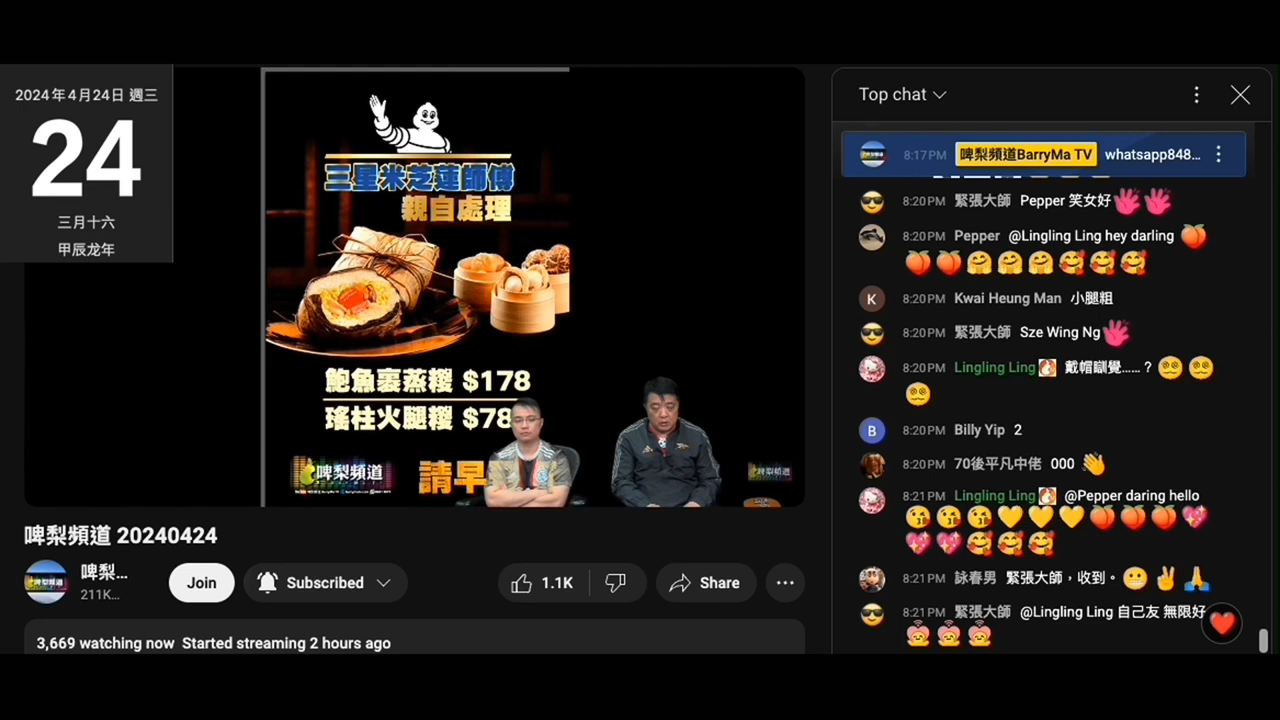 2024年4月24日 週三
24
三月十六
甲辰龙年
三星米芝蓮師傅
親自處理
鮑魚裹蒸糉 $178
瑤柱火腿糉 $78
啤梨頻道
請早
啤梨頻道
啤梨頻道 20240424
啤梨...
211K...
Join
Subscribed
1.1K
Share
3,669 watching now Started streaming 2 hours ago
Top chat
8:17PM 啤梨頻道BarryMa TV whatsapp848...
8:20PM 緊張大師 Pepper 笑女好
8:20PM Pepper @Lingling Ling hey darling
K 8:20PM Kwai Heung Man 小腿粗
8:20PM 緊張大師 Sze Wing Ng
8:20PM Lingling Ling 戴帽瞓覺......？
B 8:20PM Billy Yip 2
8:20PM 70後平凡中佬 000
8:21PM Lingling Ling @Pepper daring hello
8:21PM 詠春男 緊張大師，收到。
8:21PM 緊張大師 @Lingling Ling 自己友 無限好